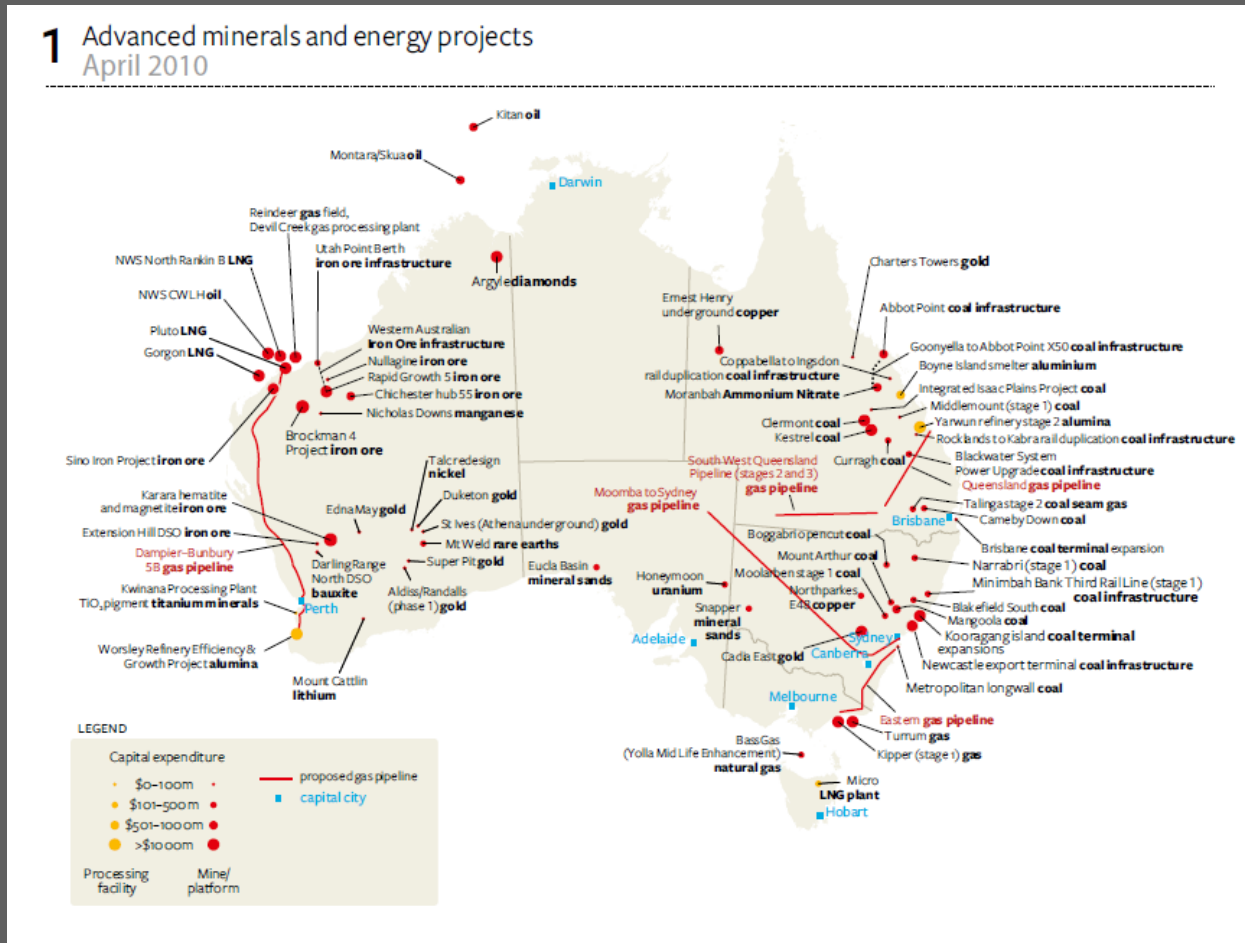 1 Advanced minerals and energy projects
April 2010
Kitan oil
Montara/Skua oil
Darwin
Reindeer gas field,
Devil Creek gas processing plant
Utah Point Berth
iron ore infrastructure
NWS North Rankin B LNG
NWS CWLH oil
Pluto LNG
Gorgon LNG
Argyle diamonds
Western Australian
Iron Ore infrastructure
Nullagine iron ore
Rapid Growth 5 iron ore
Chichester hub 55 iron ore
Nicholas Downs manganese
Brockman 4
Project iron ore
Sino Iron Project iron ore
Karara hematite
and magnetite iron ore
Extension Hill DSO iron ore
Dampier–Bunbury
5B gas pipeline
Kwinana Processing Plant
TiO₂ pigment titanium minerals
Perth
Worsley Refinery Efficiency &
Growth Project alumina
Mount Cattlin
lithium
Edna May gold
Darling Range
North DSO
bauxite
Talc redesign
nickel
Duketon gold
St Ives (Athena underground) gold
Mt Weld rare earths
Super Pit gold
Aldiss/Randalls
(phase 1) gold
Eucla Basin
mineral sands
Ernest Henry
underground copper
Charters Towers gold
Abbot Point coal infrastructure
Goonyella to Abbot Point X50 coal infrastructure
Boyne Island smelter aluminium
Coppabella to Ingsdon
rail duplication coal infrastructure
Moranbah Ammonium Nitrate
Integrated Isaac Plains Project coal
Middlemount (stage 1) coal
Yarwun refinery stage 2 alumina
Rocklands to Kabra rail duplication coal infrastructure
Clermont coal
Kestrel coal
Curragh coal
Blackwater System
Power Upgrade coal infrastructure
Queensland gas pipeline
South West Queensland
Pipeline (stages 2 and 3)
gas pipeline
Moomba to Sydney
gas pipeline
Talinga stage 2 coal seam gas
Cameby Down coal
Brisbane
Brisbane coal terminal expansion
Boggabri opencut coal
Narrabri (stage 1) coal
Mount Arthur coal
Minimbah Bank Third Rail Line (stage 1)
coal infrastructure
Moolarben stage 1 coal
Honeymoon
uranium
Northparkes
E48 copper
Blakefield South coal
Mangoola coal
Kooragang island coal terminal
expansions
Snapper
mineral
sands
Adelaide
Sydney
Cadia East gold
Canberra
Newcastle export terminal coal infrastructure
Metropolitan longwall coal
Melbourne
Eastern gas pipeline
Turrum gas
Kipper (stage 1) gas
BassGas
(Yolla Mid Life Enhancement)
natural gas
Micro
LNG plant
Hobart
LEGEND
Capital expenditure
$0–100m
$101–500m
$501–1000m
>$1000m
Processing
facility
Mine/
platform
proposed gas pipeline
capital city